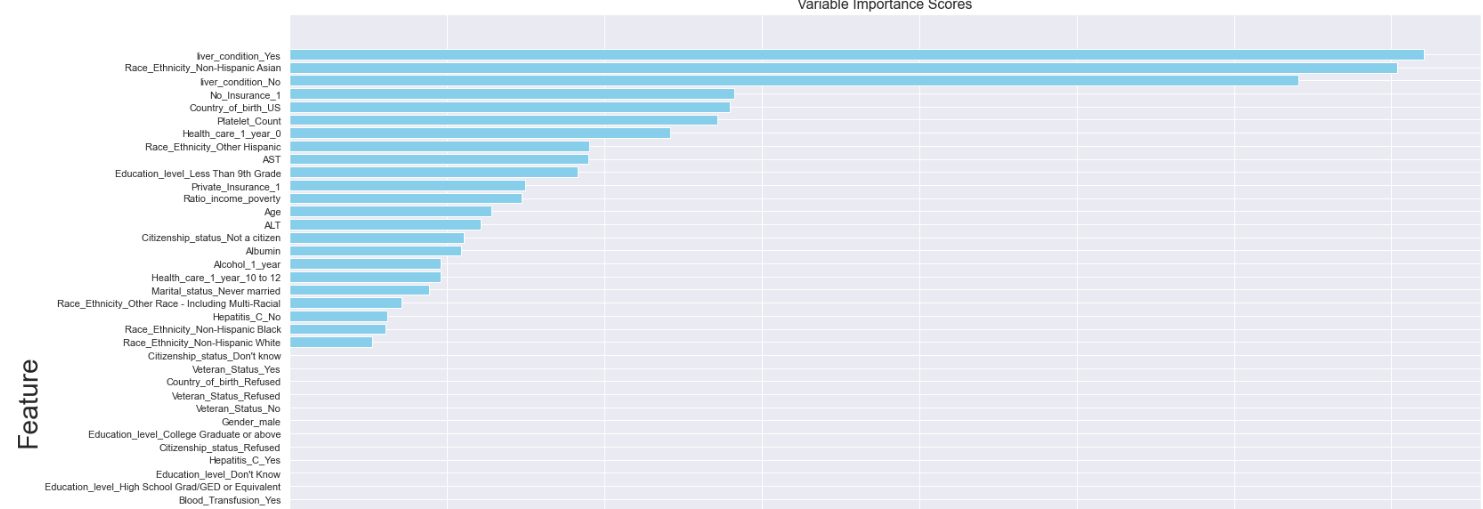 Variable Importance Scores
liver_condition_Yes
Race_Ethnicity_Non-Hispanic Asian
liver_condition_No
No_Insurance_1
Country_of_birth_US
Platelet_Count
Health_care_1_year_0
Race_Ethnicity_Other Hispanic
AST
Education_level_Less Than 9th Grade
Private_Insurance_1
Ratio_income_poverty
Age
ALT
Citizenship_status_Not a citizen
Albumin
Alcohol_1_year
Health_care_1_year_10 to 12
Marital_status_Never married
Race_Ethnicity_Other Race - Including Multi-Racial
Hepatitis_C_No
Race_Ethnicity_Non-Hispanic Black
Race_Ethnicity_Non-Hispanic White
Citizenship_status_Don't know
Veteran_Status_Yes
Country_of_birth_Refused
Veteran_Status_Refused
Veteran_Status_No
Gender_male
Education_level_College Graduate or above
Citizenship_status_Refused
Hepatitis_C_Yes
Education_level_Don't Know
Education_level_High School Grad/GED or Equivalent
Blood_Transfusion_Yes
Feature